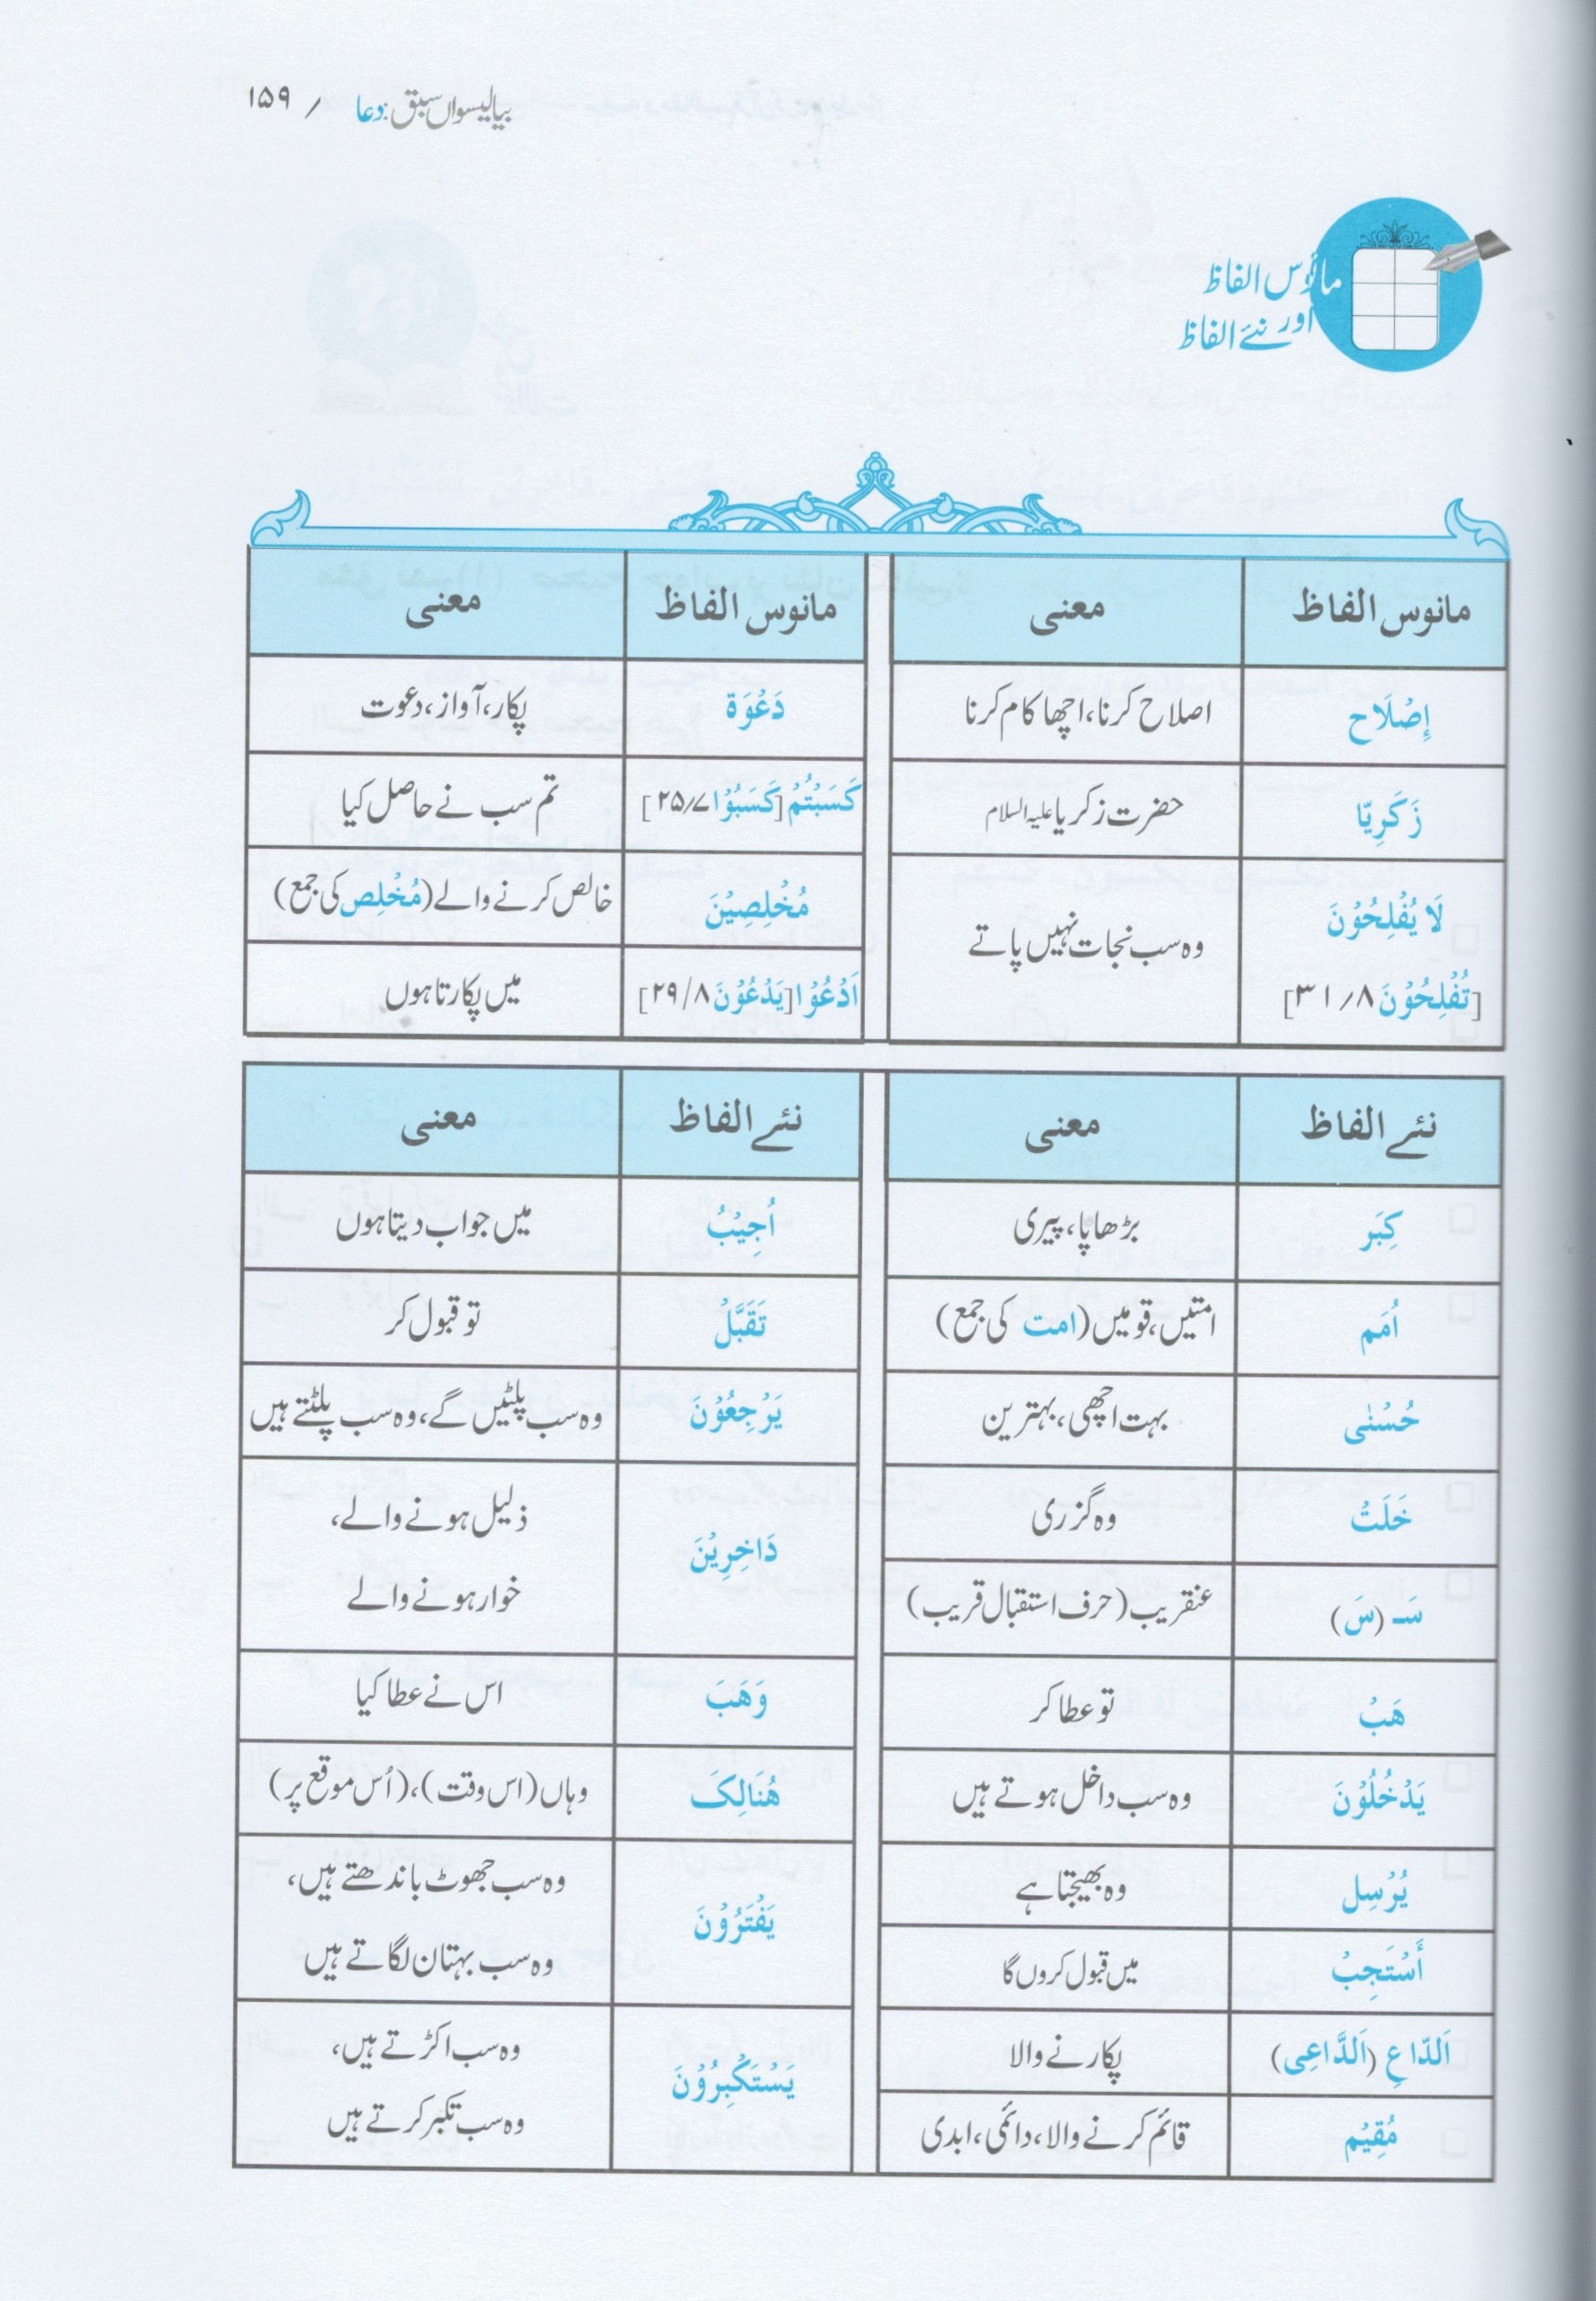 بیالیسواں سبق: دعا / ۱۵۹
مانوس الفاظ
اور نئے الفاظ
مانوس الفاظ | معنی | مانوس الفاظ | معنی
إِصْلَاح | اصلاح کرنا، اچھا کام کرنا | دَعْوَة | پکار، آواز، دعوت
زَكَرِيَّا | حضرت زکریا علیہ السلام | كَسَبْتُمْ [كَسَبُوْا ۲۵/۷] | تم سب نے حاصل کیا
لَا يُفْلِحُوْنَ | وہ سب نجات نہیں پاتے | مُخْلِصِيْنَ | خالص کرنے والے (مُخْلِص کی جمع)
[تُفْلِحُوْنَ ۳۱/۸] | اَدْعُوْا [يَدْعُوْنَ ۲۹/۸] | میں پکارتا ہوں
نئے الفاظ | معنی | نئے الفاظ | معنی
كِبَر | بڑھاپا، پیری | اُجِيْبُ | میں جواب دیتا ہوں
اُمَم | امتیں، قومیں (امت کی جمع) | تَقَبَّلْ | تو قبول کر
حُسْنٰی | بہت اچھی، بہترین | يَرْجِعُوْنَ | وہ سب پلٹیں گے، وہ سب پلٹتے ہیں
خَلَتْ | وہ گزری | دَاخِرِيْنَ | ذلیل ہونے والے،
سَـ (سَ) | عنقریب (حرف استقبال قریب) | خوار ہونے والے
هَبْ | تو عطا کر | وَهَبَ | اس نے عطا کیا
يَدْخُلُوْنَ | وہ سب داخل ہوتے ہیں | هُنَالِکَ | وہاں (اس وقت)، (اُس موقع پر)
يُرْسِل | وہ بھیجتا ہے | يَفْتَرُوْنَ | وہ سب جھوٹ باندھتے ہیں،
أَسْتَجِبْ | میں قبول کروں گا | وہ سب بہتان لگاتے ہیں
اَلدّاعِ (اَلدَّاعِی) | پکارنے والا | يَسْتَكْبِرُوْنَ | وہ سب اکڑتے ہیں،
مُقِيْم | قائم کرنے والا، دائمی، ابدی | وہ سب تکبر کرتے ہیں